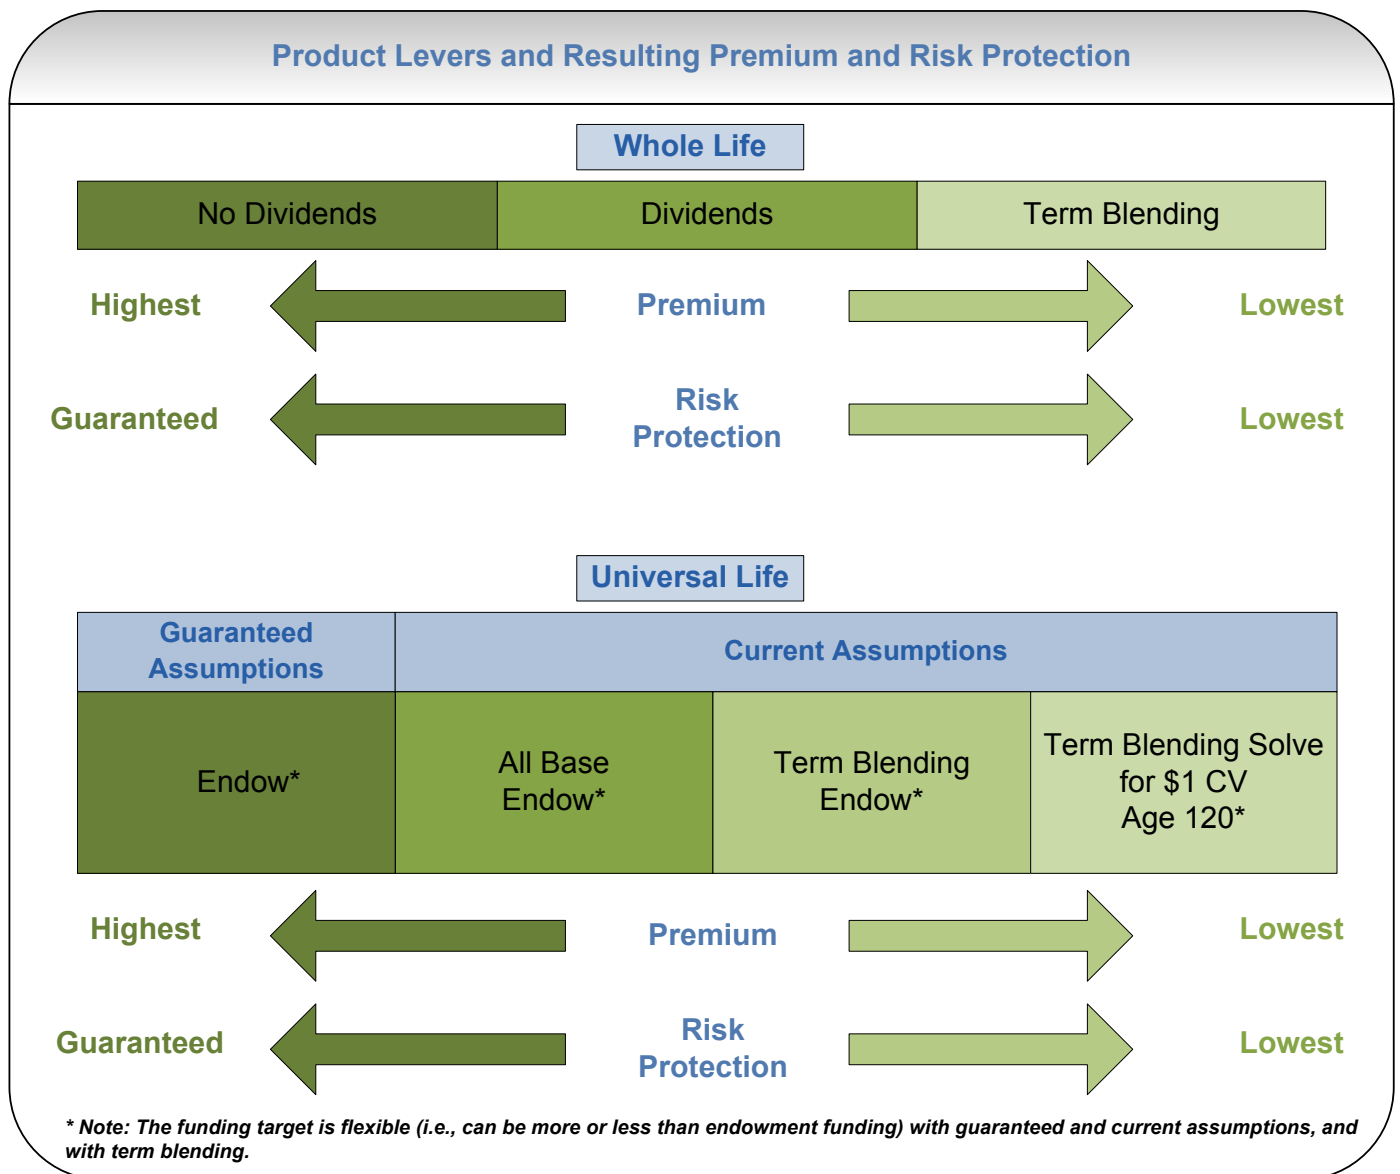 Product Levers and Resulting Premium and Risk Protection
Whole Life
No Dividends
Dividends
Term Blending
Highest
Premium
Lowest
Guaranteed
Risk
Protection
Lowest
Universal Life
Guaranteed
Assumptions
Current Assumptions
Endow*
All Base
Endow*
Term Blending
Endow*
Term Blending Solve
for $1 CV
Age 120*
Highest
Premium
Lowest
Guaranteed
Risk
Protection
Lowest
* Note: The funding target is flexible (i.e., can be more or less than endowment funding) with guaranteed and current assumptions, and
with term blending.